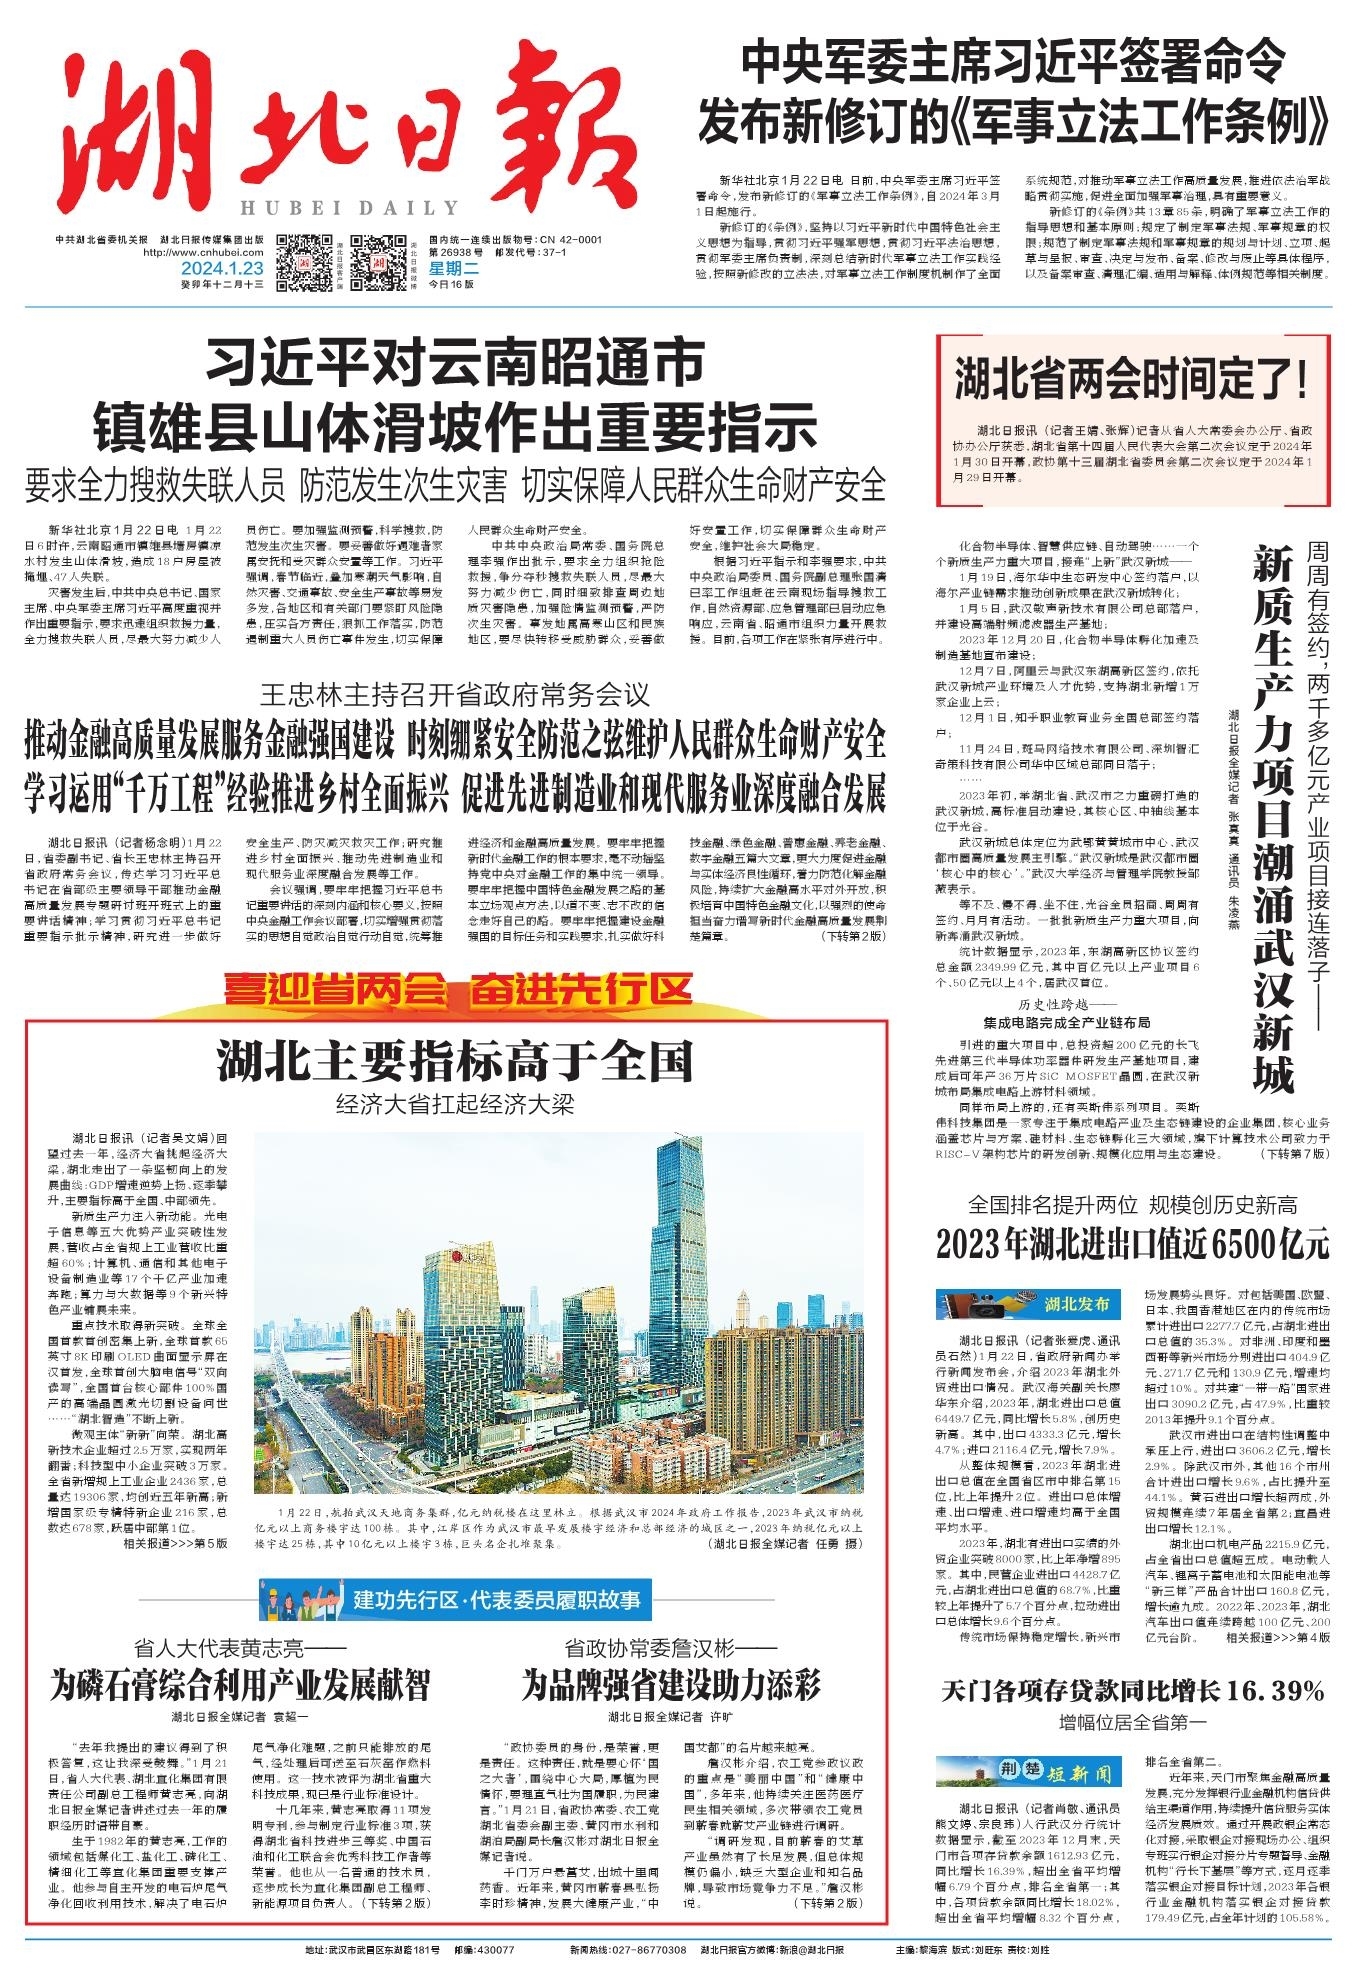 湖北日報
HUBEI DAILY
中共湖北省委机关报 湖北日报传媒集团出版
http://www.cnhubei.com
2024.1.23
癸卯年十二月十三
湖北日报客户端
湖北日报微博
国内统一连续出版物号:CN 42-0001
第26938号 邮发代号:37-1
星期二
今日16版
中央军委主席习近平签署命令
发布新修订的《军事立法工作条例》
新华社北京1月22日电 日前,中央军委主席习近平签
署命令,发布新修订的《军事立法工作条例》,自2024年3月
1日起施行。
新修订的《条例》,坚持以习近平新时代中国特色社会主
义思想为指导,贯彻习近平强军思想,贯彻习近平法治思想,
贯彻军委主席负责制,深刻总结新时代军事立法工作实践经
验,按照新修改的立法法,对军事立法工作制度机制作了全面
系统规范,对推动军事立法工作高质量发展,推进依法治军战
略贯彻实施,促进全面加强军事治理,具有重要意义。
新修订的《条例》共13章85条,明确了军事立法工作的
指导思想和基本原则;规定了制定军事法规、军事规章的权
限;规范了制定军事法规和军事规章的规划与计划、立项、起
草与呈报、审查、决定与发布、备案、修改与废止等具体程序,
以及备案审查、清理汇编、适用与解释、体例规范等相关制度。
习近平对云南昭通市
镇雄县山体滑坡作出重要指示
要求全力搜救失联人员 防范发生次生灾害 切实保障人民群众生命财产安全
新华社北京1月22日电 1月22
日6时许,云南昭通市镇雄县塘房镇凉
水村发生山体滑坡,造成18户房屋被
掩埋、47人失联。
灾害发生后,中共中央总书记、国家
主席、中央军委主席习近平高度重视并
作出重要指示,要求迅速组织救援力量,
全力搜救失联人员,尽最大努力减少人
员伤亡。要加强监测预警,科学搜救,防
范发生次生灾害。要妥善做好遇难者家
属安抚和受灾群众安置等工作。习近平
强调,春节临近,叠加寒潮天气影响,自
然灾害、交通事故、安全生产事故等易发
多发,各地区和有关部门要紧盯风险隐
患,压实各方责任,狠抓工作落实,防范
遏制重大人员伤亡事件发生,切实保障
人民群众生命财产安全。
中共中央政治局常委、国务院总
理李强作出批示,要求全力组织抢险
救援,争分夺秒搜救失联人员,尽最大
努力减少伤亡,同时细致排查周边地
质灾害隐患,加强险情监测预警,严防
次生灾害。事发地属高寒山区和民族
地区,要尽快转移受威胁群众,妥善做
好安置工作,切实保障群众生命财产
安全,维护社会大局稳定。
根据习近平指示和李强要求,中共
中央政治局委员、国务院副总理张国清
已率工作组赶往云南现场指导搜救工
作,自然资源部、应急管理部已启动应急
响应,云南省、昭通市组织力量开展救
援。目前,各项工作在紧张有序进行中。
湖北省两会时间定了!
湖北日报讯(记者王婧、张辉)记者从省人大常委会办公厅、省政
协办公厅获悉,湖北省第十四届人民代表大会第二次会议定于2024年
1月30日开幕,政协第十三届湖北省委员会第二次会议定于2024年1
月29日开幕。
王忠林主持召开省政府常务会议
推动金融高质量发展服务金融强国建设 时刻绷紧安全防范之弦维护人民群众生命财产安全
学习运用“千万工程”经验推进乡村全面振兴 促进先进制造业和现代服务业深度融合发展
湖北日报讯(记者杨念明)1月22
日,省委副书记、省长王忠林主持召开
省政府常务会议,传达学习习近平总
书记在省部级主要领导干部推动金融
高质量发展专题研讨班开班式上的重
要讲话精神;学习贯彻习近平总书记
重要指示批示精神,研究进一步做好
安全生产、防灾减灾救灾工作;研究推
进乡村全面振兴、推动先进制造业和
现代服务业深度融合发展等工作。
会议强调,要牢牢把握习近平总书
记重要讲话的深刻内涵和核心要义,按照
中央金融工作会议部署,切实增强贯彻落
实的思想自觉政治自觉行动自觉,统筹推
进经济和金融高质量发展。要牢牢把握
新时代金融工作的根本要求,毫不动摇坚
持党中央对金融工作的集中统一领导。
要牢牢把握中国特色金融发展之路的基
本立场观点方法,以道不变、志不改的信
念走好自己的路。要牢牢把握建设金融
强国的目标任务和实践要求,扎实做好科
技金融、绿色金融、普惠金融、养老金融、
数字金融五篇大文章,更大力度促进金融
与实体经济良性循环,着力防范化解金融
风险,持续扩大金融高水平对外开放,积
极培育中国特色金融文化,以强烈的使命
担当奋力谱写新时代金融高质量发展荆
楚篇章。 (下转第2版)
周周有签约,两千多亿元产业项目接连落子——
新质生产力项目潮涌武汉新城
湖北日报全媒记者 张真真 通讯员 朱凌燕
化合物半导体、智慧供应链、自动驾驶……一个
个新质生产力重大项目,接连“上新”武汉新城——
1月19日,海尔华中生态研发中心签约落户,以
海尔产业链需求推动创新成果在武汉新城转化;
1月5日,武汉敏声新技术有限公司总部落户,
并建设高端射频滤波器生产基地;
2023年12月20日,化合物半导体孵化加速及
制造基地宣布建设;
12月7日,阿里云与武汉东湖高新区签约,依托
武汉新城产业环境及人才优势,支持湖北新增1万
家企业上云;
12月1日,知乎职业教育业务全国总部签约落
户;
11月24日,斑马网络技术有限公司、深圳智汇
奇策科技有限公司华中区域总部同日落子;
……
2023年初,举湖北省、武汉市之力重磅打造的
武汉新城,高标准启动建设,其核心区、中轴线基本
位于光谷。
武汉新城总体定位为武鄂黄黄城市中心,武汉
都市圈高质量发展主引擎。“武汉新城是武汉都市圈
‘核心中的核心’。”武汉大学经济与管理学院教授邹
薇表示。
等不及、慢不得、坐不住,光谷全员招商、周周有
签约、月月有活动。一批批新质生产力重大项目,向
新奔涌武汉新城。
统计数据显示,2023年,东湖高新区协议签约
总金额2349.99亿元,其中百亿元以上产业项目6
个、50亿元以上4个,居武汉首位。
历史性跨越——
集成电路完成全产业链布局
引进的重大项目中,总投资超200亿元的长飞
先进第三代半导体功率器件研发生产基地项目,建
成后可年产36万片SiC MOSFET晶圆,在武汉新
城布局集成电路上游材料领域。
同样布局上游的,还有奕斯伟系列项目。奕斯
伟科技集团是一家专注于集成电路产业及生态链建设的企业集团,核心业务
涵盖芯片与方案、硅材料、生态链孵化三大领域,旗下计算技术公司致力于
RISC-V架构芯片的研发创新、规模化应用与生态建设。 (下转第7版)
喜迎省两会 奋进先行区
湖北主要指标高于全国
经济大省扛起经济大梁
湖北日报讯(记者吴文娟)回
望过去一年,经济大省挑起经济大
梁,湖北走出了一条坚韧向上的发
展曲线:GDP增速逆势上扬、逐季攀
升,主要指标高于全国、中部领先。
新质生产力注入新动能。光电
子信息等五大优势产业突破性发
展、营收占全省规上工业营收比重
超60%;计算机、通信和其他电子
设备制造业等17个千亿产业加速
奔跑;算力与大数据等9个新兴特
色产业铺展未来。
重点技术取得新突破。全球全
国首款首创密集上新,全球首款65
英寸8K印刷OLED曲面显示屏在
汉首发,全球首创大脑电信号“双向
读写”,全国首台核心部件100%国
产的高端晶圆激光切割设备问世
……“湖北智造”不断上新。
微观主体“新新”向荣。湖北高
新技术企业超过2.5万家,实现两年
翻番;科技型中小企业突破3万家。
全省新增规上工业企业2436家,总
量达19306家,均创近五年新高;新
增国家级专精特新企业216家,总
数达678家,跃居中部第1位。
相关报道>>>第5版
1月22日,航拍武汉天地商务集群,亿元纳税楼在这里林立。根据武汉市2024年政府工作报告,2023年武汉市纳税
亿元以上商务楼宇达100栋。其中,江岸区作为武汉市最早发展楼宇经济和总部经济的城区之一,2023年纳税亿元以上
楼宇达25栋,其中10亿元以上楼宇3栋,巨头名企扎堆聚集。 (湖北日报全媒记者 任勇 摄)
建功先行区·代表委员履职故事
省人大代表黄志亮——
为磷石膏综合利用产业发展献智
湖北日报全媒记者 袁超一
“去年我提出的建议得到了积
极答复,这让我深受鼓舞。”1月21
日,省人大代表、湖北宜化集团有限
责任公司副总工程师黄志亮,向湖
北日报全媒记者讲述过去一年的履
职经历时语带自豪。
生于1982年的黄志亮,工作的
领域包括煤化工、盐化工、磷化工、
精细化工等宜化集团重要支撑产
业。他参与自主开发的电石炉尾气
净化回收利用技术,解决了电石炉
尾气净化难题,之前只能排放的尾
气,经处理后可送至石灰窑作燃料
使用。这一技术被评为湖北省重大
科技成果,现已是行业标准设计。
十几年来,黄志亮取得11项发
明专利,参与制定行业标准3项,获
得湖北省科技进步三等奖、中国石
油和化工联合会优秀科技工作者等
荣誉。他也从一名普通的技术员,
逐步成长为宜化集团副总工程师、
新能源项目负责人。(下转第2版)
省政协常委詹汉彬——
为品牌强省建设助力添彩
湖北日报全媒记者 许旷
“政协委员的身份,是荣誉,更
是责任。这种责任,就是要心怀‘国
之大者’,围绕中心大局,厚植为民
情怀,要理直气壮为国履职,为民建
言。”1月21日,省政协常委、农工党
湖北省委会副主委、黄冈市水利和
湖泊局副局长詹汉彬对湖北日报全
媒记者说。
千门万户悬菖艾,出城十里闻
药香。近年来,黄冈市蕲春县弘扬
李时珍精神,发展大健康产业,“中
国艾都”的名片越来越亮。
詹汉彬介绍,农工党参政议政
的重点是“美丽中国”和“健康中
国”,多年来,他持续关注医药医疗
民生相关领域,多次带领农工党员
到蕲春就蕲艾产业链进行调研。
“调研发现,目前蕲春的艾草
产业虽然有了长足发展,但总体规
模仍偏小,缺乏大型企业和知名品
牌,导致市场竞争力不足。”詹汉彬
说。 (下转第2版)
全国排名提升两位 规模创历史新高
2023年湖北进出口值近6500亿元
湖北发布
湖北日报讯(记者张爱虎、通讯
员石然)1月22日,省政府新闻办举
行新闻发布会,介绍2023年湖北外
贸进出口情况。武汉海关副关长廖
华东介绍,2023年,湖北进出口总值
6449.7亿元,同比增长5.8%,创历史
新高。其中,出口4333.3亿元,增长
4.7%;进口2116.4亿元,增长7.9%。
从整体规模看,2023年湖北进
出口总值在全国省区市中排名第15
位,比上年提升2位。进出口总体增
速、出口增速、进口增速均高于全国
平均水平。
2023年,湖北有进出口实绩的外
贸企业突破8000家,比上年净增895
家。其中,民营企业进出口4428.7亿
元,占湖北进出口总值的68.7%,比重
较上年提升了5.7个百分点,拉动进出
口总体增长9.6个百分点。
传统市场保持稳定增长,新兴市
场发展势头良好。对包括美国、欧盟、
日本、我国香港地区在内的传统市场
累计进出口2277.7亿元,占湖北进出
口总值的35.3%。对非洲、印度和墨
西哥等新兴市场分别进出口404.9亿
元、271.7亿元和130.9亿元,增速均
超过10%。对共建“一带一路”国家进
出口3090.2亿元,占47.9%,比重较
2013年提升9.1个百分点。
武汉市进出口在结构性调整中
承压上行,进出口3606.2亿元,增长
2.9%。除武汉市外,其他16个市州
合计进出口增长9.6%,占比提升至
44.1%。黄石进出口增长超两成,外
贸规模连续7年居全省第2;宜昌进
出口增长12.1%。
湖北出口机电产品2215.9亿元,
占全省出口总值超五成。电动载人
汽车、锂离子蓄电池和太阳能电池等
“新三样”产品合计出口160.8亿元,
增长逾九成。2022年、2023年,湖北
汽车出口值连续跨越100亿元、200
亿元台阶。 相关报道>>>第4版
天门各项存贷款同比增长16.39%
增幅位居全省第一
荆楚短新闻
湖北日报讯(记者肖敏、通讯员
熊文婷、宗良玮)人行武汉分行统计
数据显示,截至2023年12月末,天
门市各项存贷款余额1612.93亿元,
同比增长16.39%,超出全省平均增
幅6.79个百分点,排名全省第一;其
中,各项贷款余额同比增长18.02%,
超出全省平均增幅8.32个百分点,
排名全省第二。
近年来,天门市聚焦金融高质量
发展,充分发挥银行业金融机构信贷供
给主渠道作用,持续提升信贷服务实体
经济发展质效。通过开展政银企常态
化对接,采取银企对接现场办公、组织
专班实行银企对接分片专题督导、金融
机构“行长下基层”等方式,逐月逐季
落实银企对接目标计划,2023年各银
行业金融机构落实银企对接贷款
179.49亿元,占全年计划的105.58%。
地址:武汉市武昌区东湖路181号 邮编:430077 新闻热线:027-86770308 湖北日报官方微博:新浪@湖北日报 主编:黎海滨 版式:刘旺东 责校:刘胜